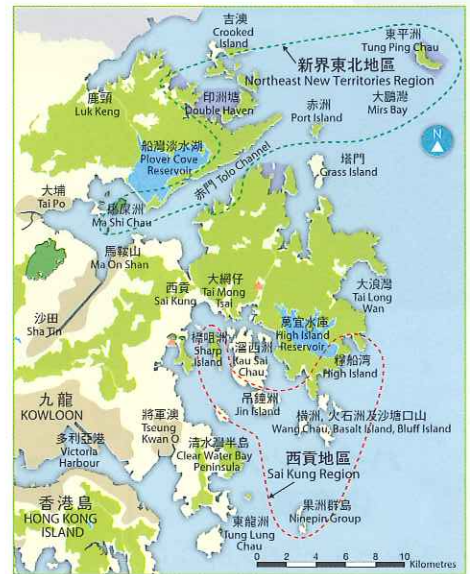 吉澳
Crooked
Island
東平洲
Tung Ping Chau
新界東北地區
Northeast New Territories Region
鹿頸
Luk Keng
印洲塘
Double Haven
赤洲
Port Island
大鵬灣
Mirs Bay
船灣淡水湖
Plover Cove
Reservoir
赤門 Tolo Channel
塔門
Grass Island
N
大埔
Tai Po
馬屎洲
Ma Shi Chau
馬鞍山
Ma On Shan
西貢
Sai Kung
大網仔
Tai Mong
Tsai
大浪灣
Tai Long
Wan
沙田
Sha Tin
橋咀洲
Sharp
Island
滘西洲
Kau Sai
Chau
萬宜水庫
High Island
Reservoir
糧船灣
High Island
九龍
KOWLOON
將軍澳
Tseung
Kwan O
吊鐘洲
Jin Island
橫洲, 火石洲及沙塘口山
Wang Chau, Basalt Island, Bluff Island
多利亞港
Victoria
Harbour
清水灣半島
Clear Water Bay
Peninsula
西貢地區
Sai Kung Region
香港島
HONG KONG
ISLAND
果洲群島
Ninepin Group
東龍洲
Tung Lung
Chau
0 2 4 6 8 10
Kilometres